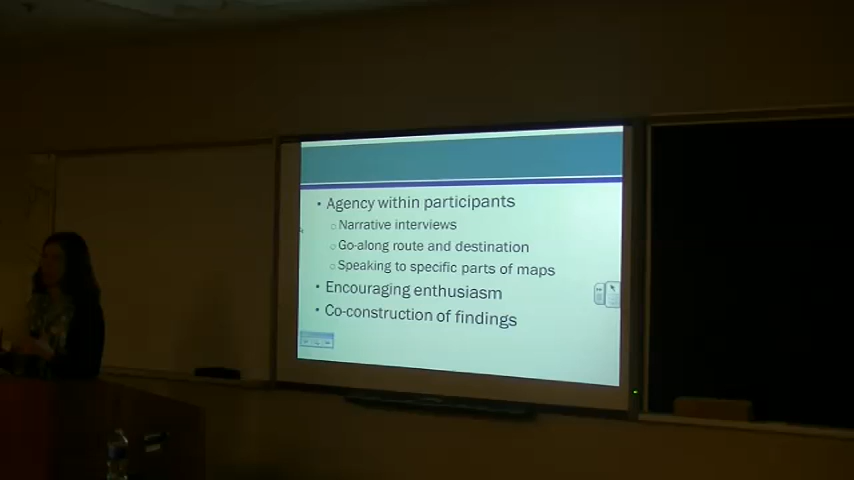 • Agency within participants
○ Narrative interviews
○ Go-along route and destination
○ Speaking to specific parts of maps
• Encouraging enthusiasm
• Co-construction of findings